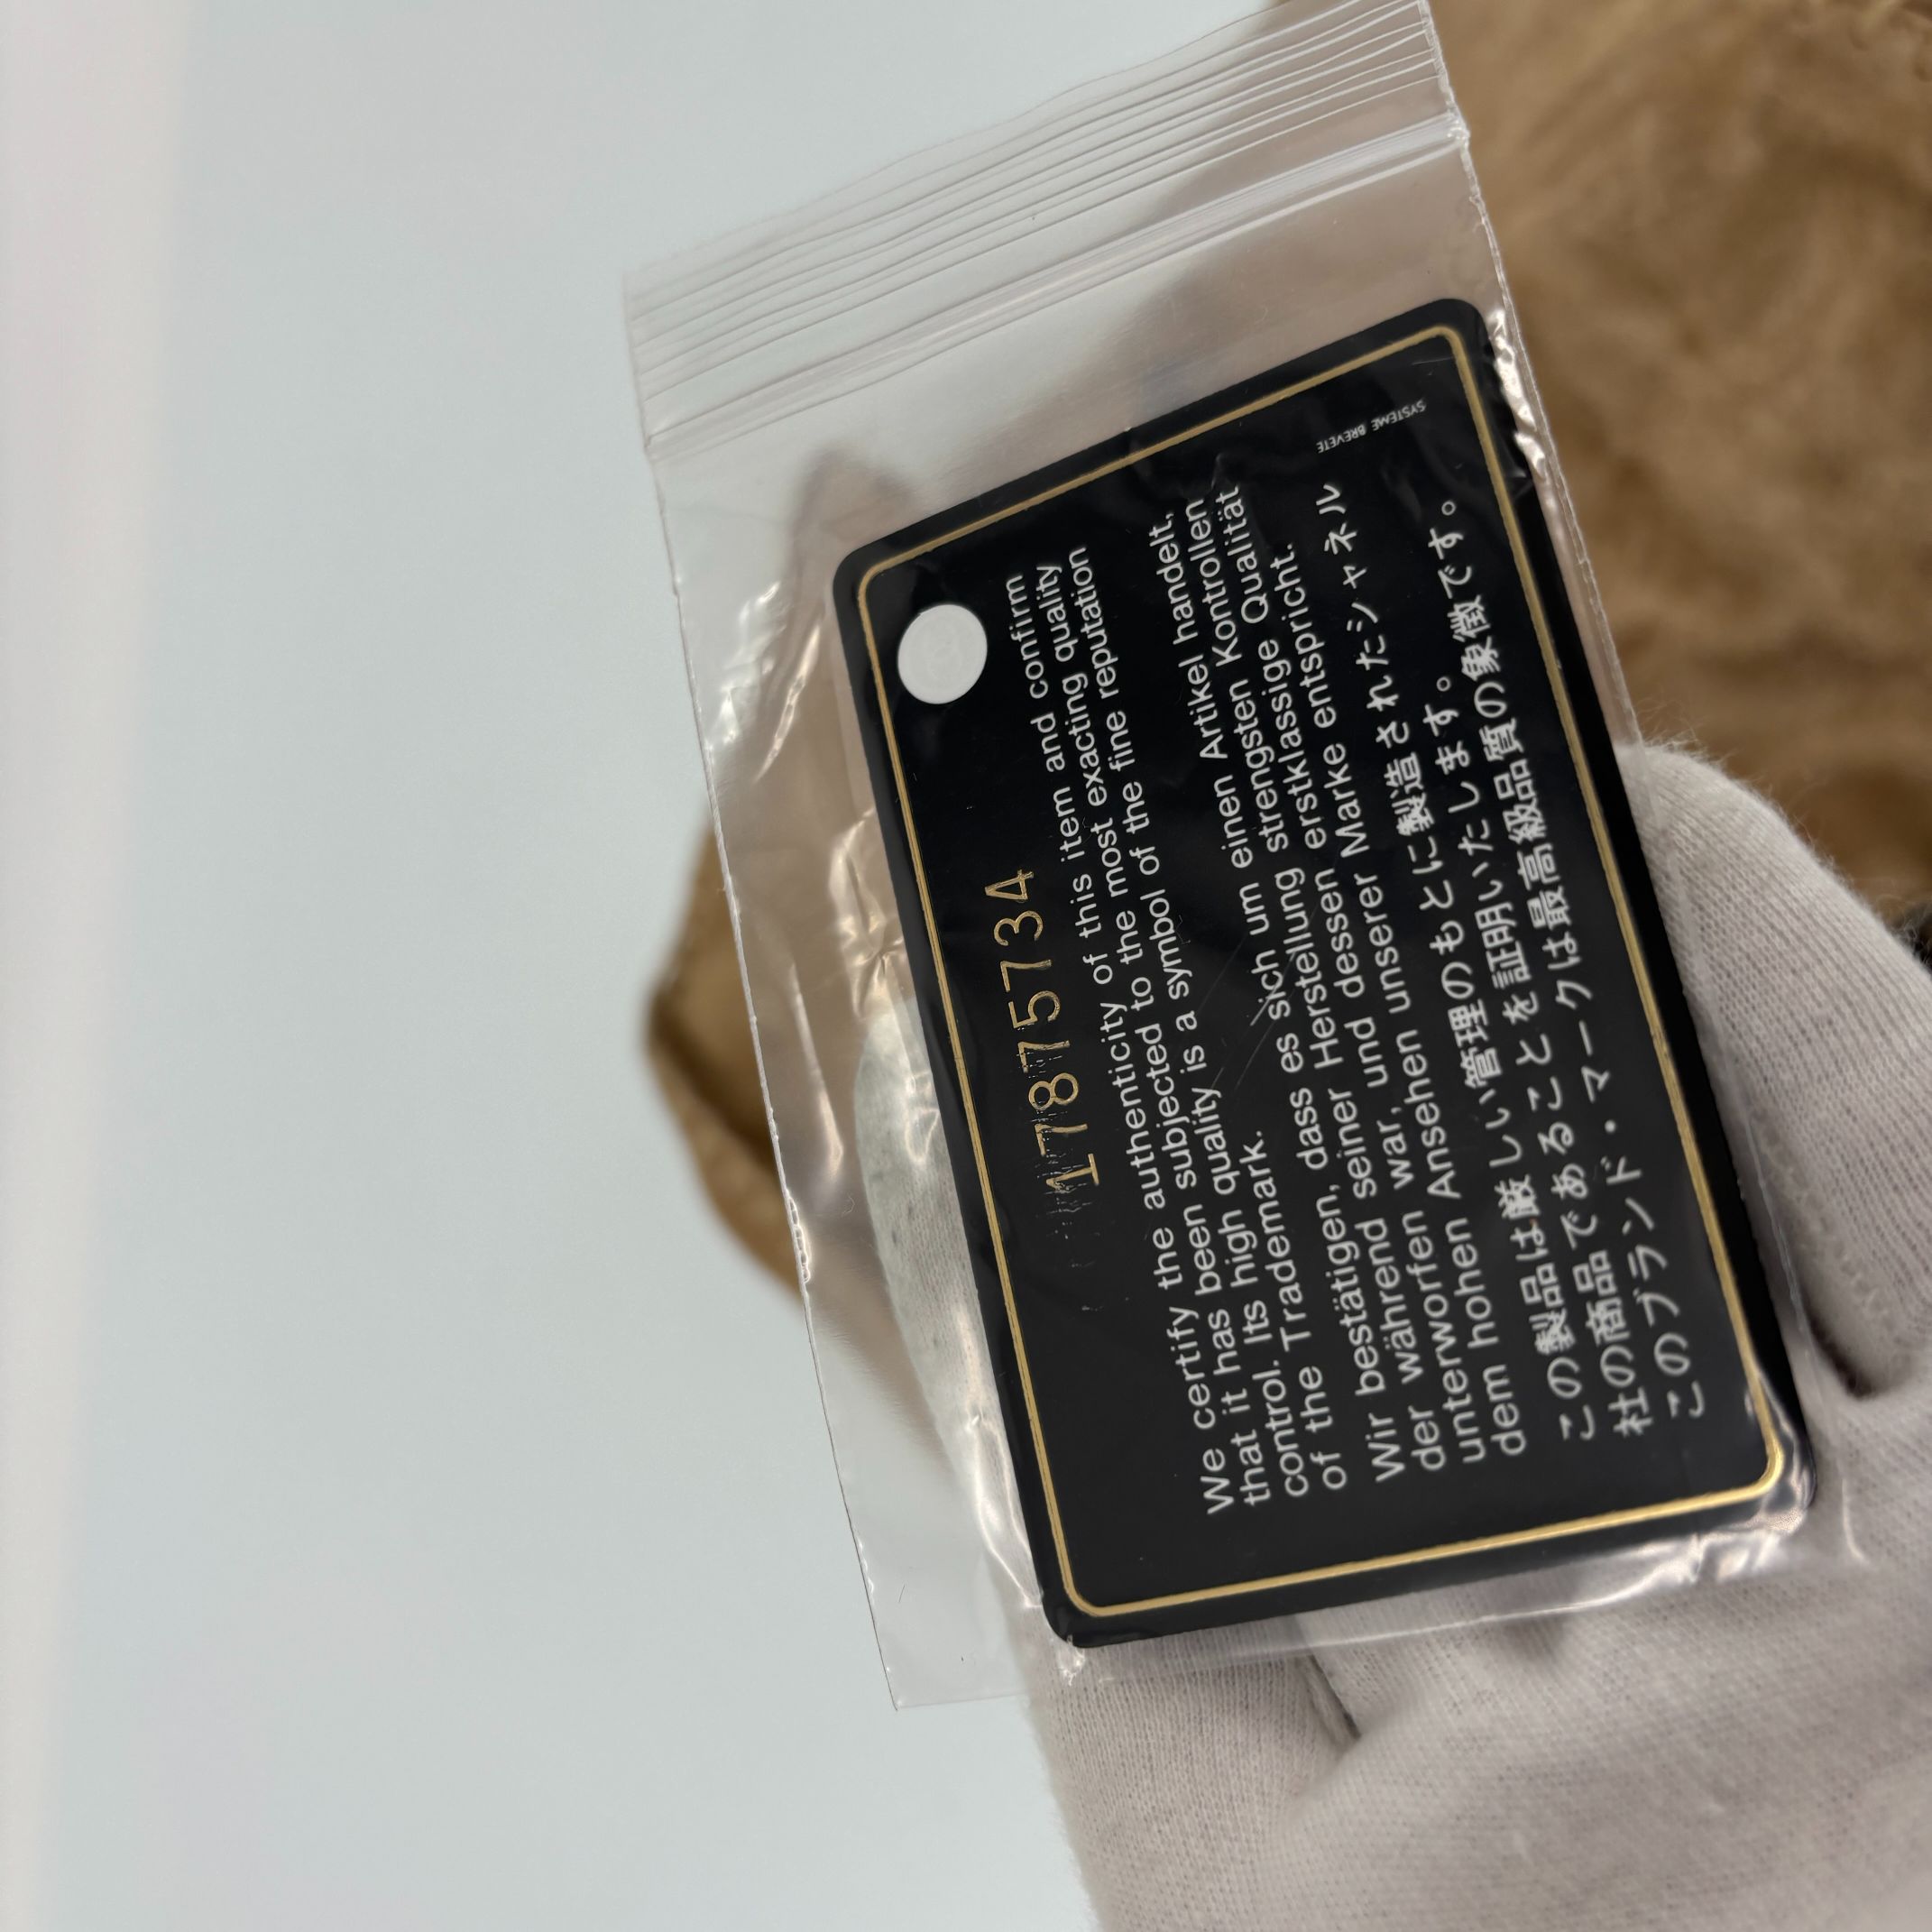 17875734
We certify the authenticity of this item and confirm
that it has been subjected to the most exacting quality
control. Its high quality is a symbol of the fine reputation
of the Trademark.
Wir bestätigen, dass es sich um einen Artikel handelt,
der während seiner Herstellung strengsten Kontrollen
unterworfen war, und dessen erstklassige Qualität
dem hohen Ansehen unserer Marke entspricht.
この製品は厳しい管理のもとに製造されたシャネル
社の商品であることを証明いたします。
このブランド・マークは最高級品質の象徴です。
SYSTEME BREVETE